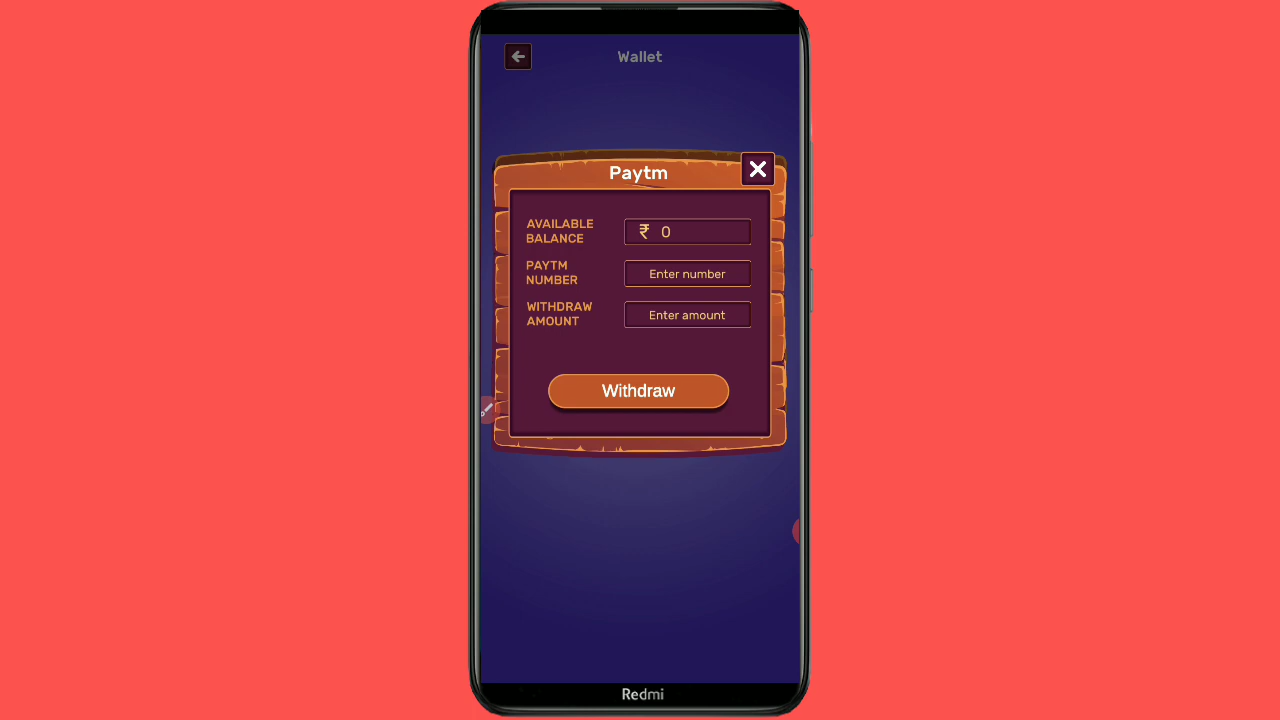 Wallet
Paytm
AVAILABLE
BALANCE
₹ 0
PAYTM
NUMBER
Enter number
WITHDRAW
AMOUNT
Enter amount
Withdraw
Redmi